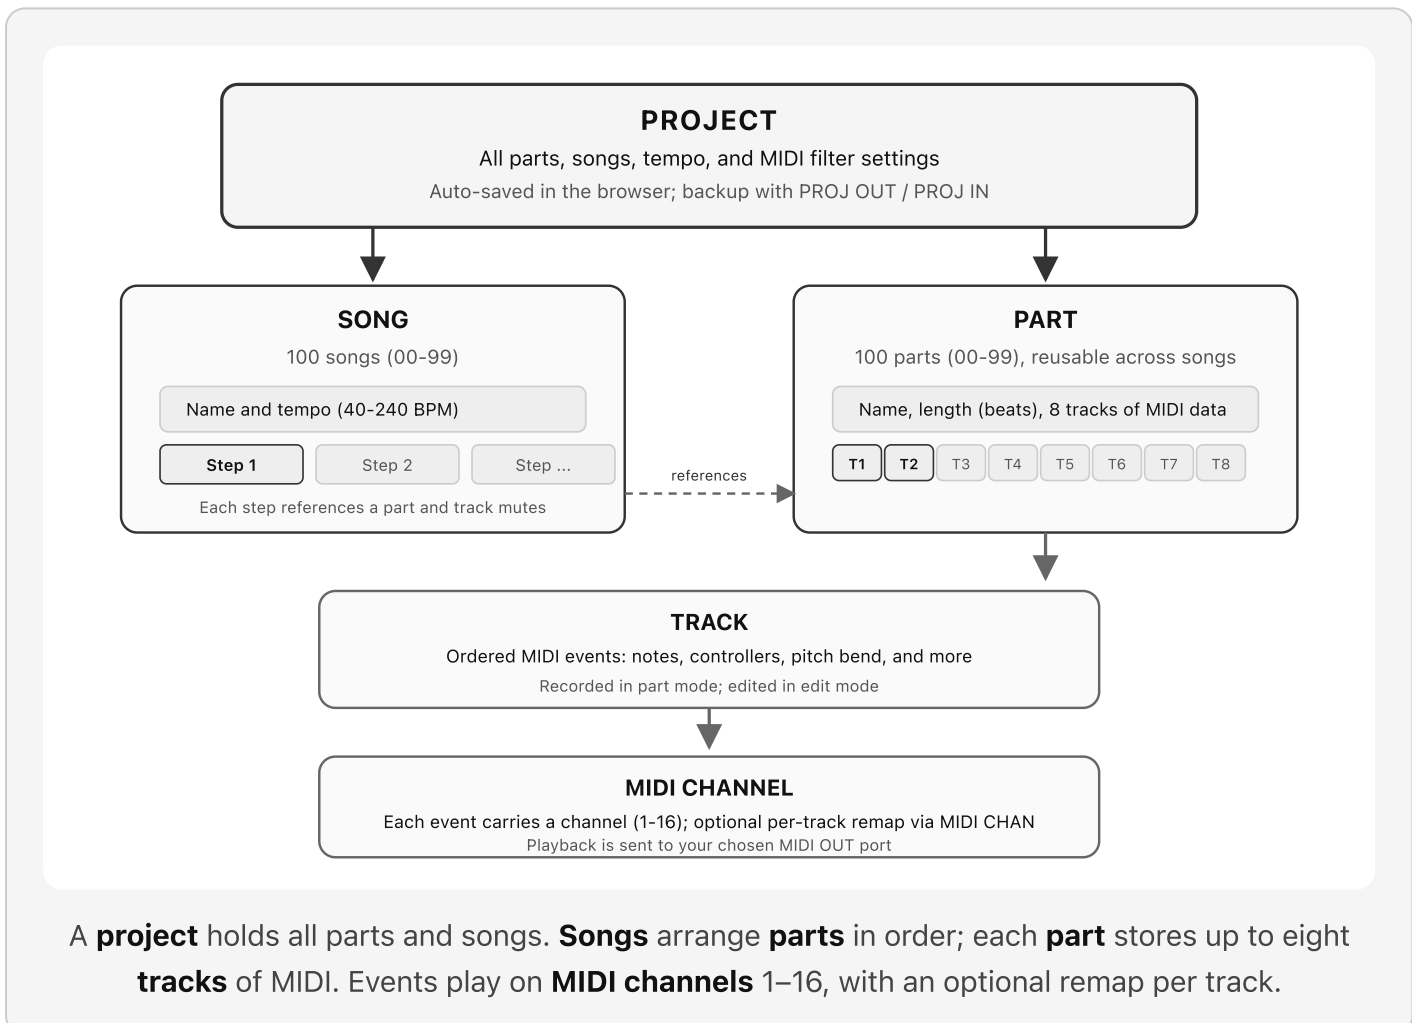 PROJECT
All parts, songs, tempo, and MIDI filter settings
Auto-saved in the browser; backup with PROJ OUT / PROJ IN
SONG
100 songs (00-99)
Name and tempo (40-240 BPM)
Step 1
Step 2
Step ...
Each step references a part and track mutes
references
PART
100 parts (00-99), reusable across songs
Name, length (beats), 8 tracks of MIDI data
T1
T2
T3
T4
T5
T6
T7
T8
TRACK
Ordered MIDI events: notes, controllers, pitch bend, and more
Recorded in part mode; edited in edit mode
MIDI CHANNEL
Each event carries a channel (1-16); optional per-track remap via MIDI CHAN
Playback is sent to your chosen MIDI OUT port
A project holds all parts and songs. Songs arrange parts in order; each part stores up to eight
tracks of MIDI. Events play on MIDI channels 1–16, with an optional remap per track.